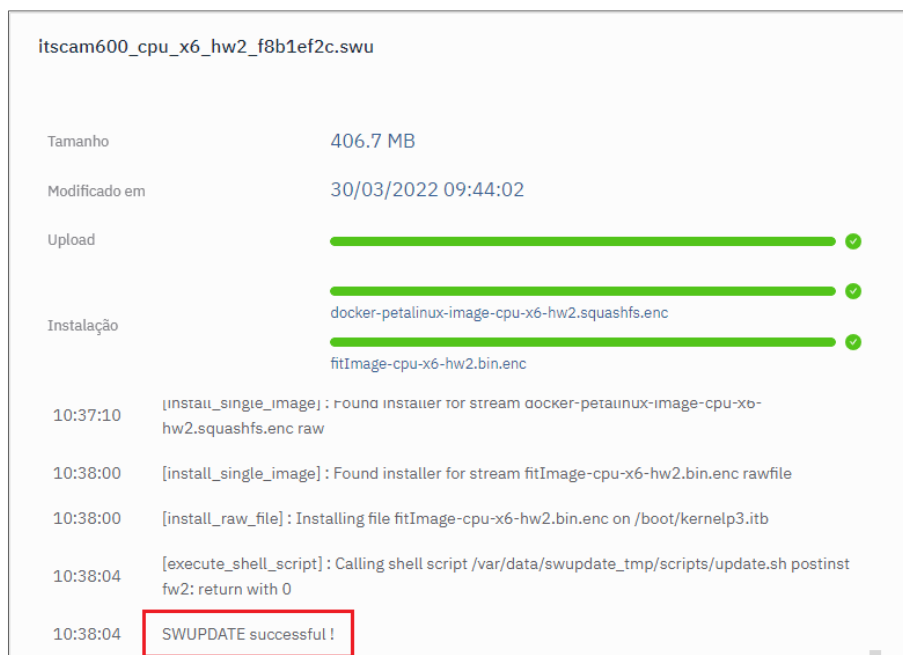 itscam600_cpu_x6_hw2_f8b1ef2c.swu
Tamanho 406.7 MB
Modificado em 30/03/2022 09:44:02
Upload
docker-petalinux-image-cpu-x6-hw2.squashfs.enc
Instalação
fitImage-cpu-x6-hw2.bin.enc
10:37:10 [install_single_image] : Found installer for stream docker-petalinux-image-cpu-x6-
hw2.squashfs.enc raw
10:38:00 [install_single_image] : Found installer for stream fitImage-cpu-x6-hw2.bin.enc rawfile
10:38:00 [install_raw_file] : Installing file fitImage-cpu-x6-hw2.bin.enc on /boot/kernelp3.itb
10:38:04 [execute_shell_script] : Calling shell script /var/data/swupdate_tmp/scripts/update.sh postinst
fw2: return with 0
10:38:04 SWUPDATE successful !